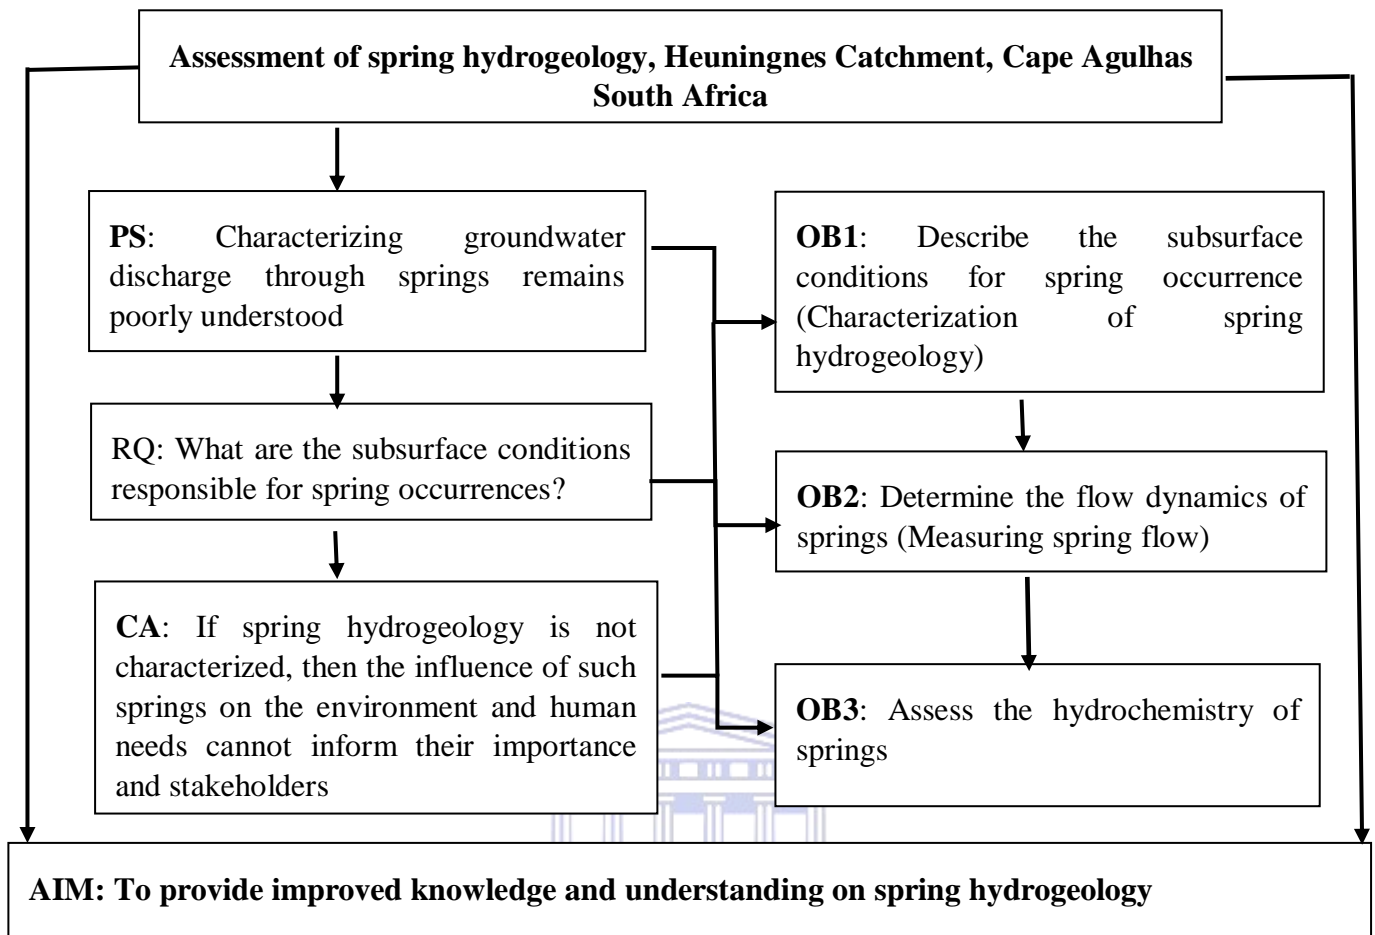 Assessment of spring hydrogeology, Heuningnes Catchment, Cape Agulhas
South Africa
PS: Characterizing groundwater
discharge through springs remains
poorly understood
RQ: What are the subsurface conditions
responsible for spring occurrences?
CA: If spring hydrogeology is not
characterized, then the influence of such
springs on the environment and human
needs cannot inform their importance
and stakeholders
OB1: Describe the subsurface
conditions for spring occurrence
(Characterization of spring
hydrogeology)
OB2: Determine the flow dynamics of
springs (Measuring spring flow)
OB3: Assess the hydrochemistry of
springs
AIM: To provide improved knowledge and understanding on spring hydrogeology